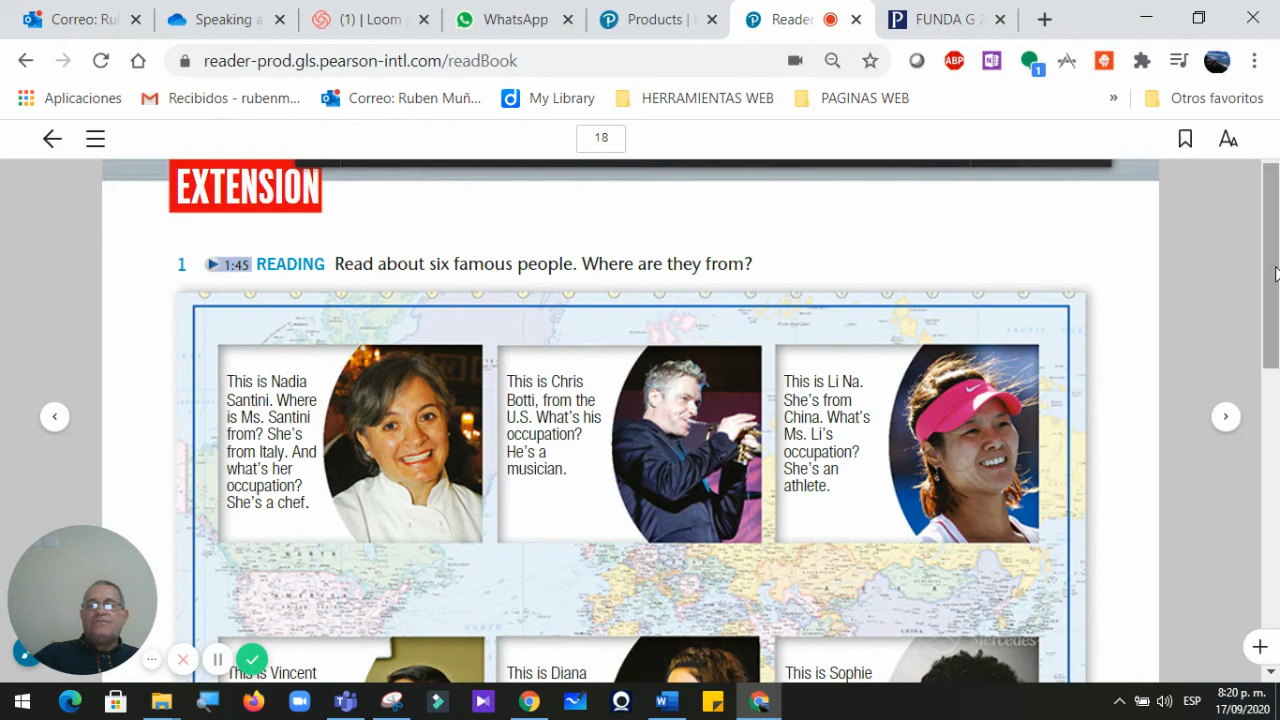 Correo: Ru
Speaking a
(1) | Loom
WhatsApp
Products |
Reader
FUNDA G 2
reader-prod.gls.pearson-intl.com/readBook
ABP
1
Aplicaciones
Recibidos - rubenm...
Correo: Ruben Muñ...
My Library
HERRAMIENTAS WEB
PAGINAS WEB
»
Otros favoritos
18
EXTENSION
1 1:45 READING Read about six famous people. Where are they from?
This is Nadia
Santini. Where
is Ms. Santini
from? She's
from Italy. And
what's her
occupation?
She's a chef.
This is Chris
Botti, from the
U.S. What's his
occupation?
He's a
musician.
This is Li Na.
She's from
China. What's
Ms. Li's
occupation?
She's an
athlete.
This is Vincent
This is Diana
This is Sophie
Mercedes
ESP
8:20 p. m.
17/09/2020